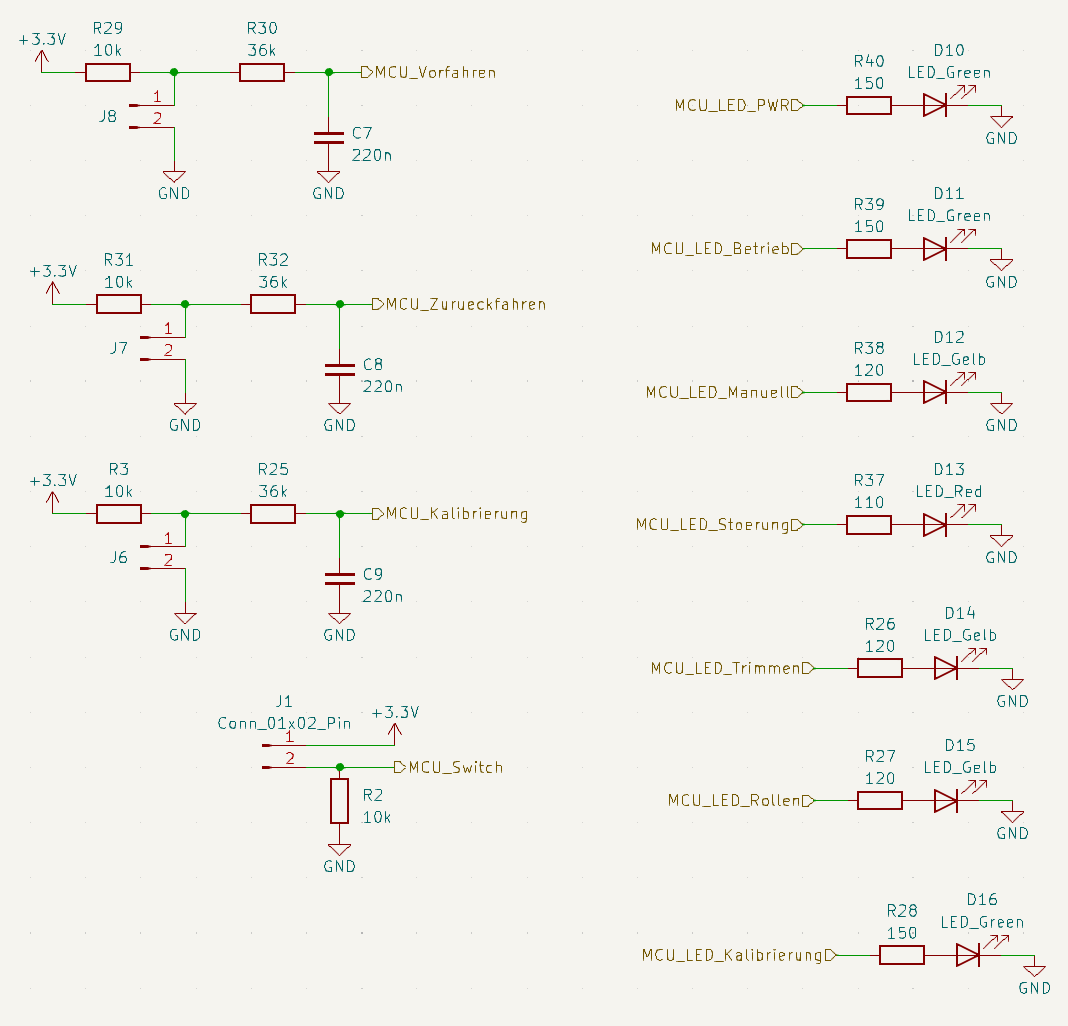 R29
10k
+3.3V
R30
36k
MCU_Vorfahren
J8
1
2
GND
C7
220n
GND
R31
10k
+3.3V
R32
36k
MCU_Zurueckfahren
J7
1
2
GND
C8
220n
GND
R3
10k
+3.3V
R25
36k
MCU_Kalibrierung
J6
1
2
GND
C9
220n
GND
J1
Conn_01x02_Pin
1
2
+3.3V
MCU_Switch
R2
10k
GND
MCU_LED_PWR
R40
150
D10
LED_Green
GND
MCU_LED_Betrieb
R39
150
D11
LED_Green
GND
MCU_LED_Manuell
R38
120
D12
LED_Gelb
GND
MCU_LED_Stoerung
R37
110
D13
LED_Red
GND
MCU_LED_Trimmen
R26
120
D14
LED_Gelb
GND
MCU_LED_Rollen
R27
120
D15
LED_Gelb
GND
MCU_LED_Kalibrierung
R28
150
D16
LED_Green
GND